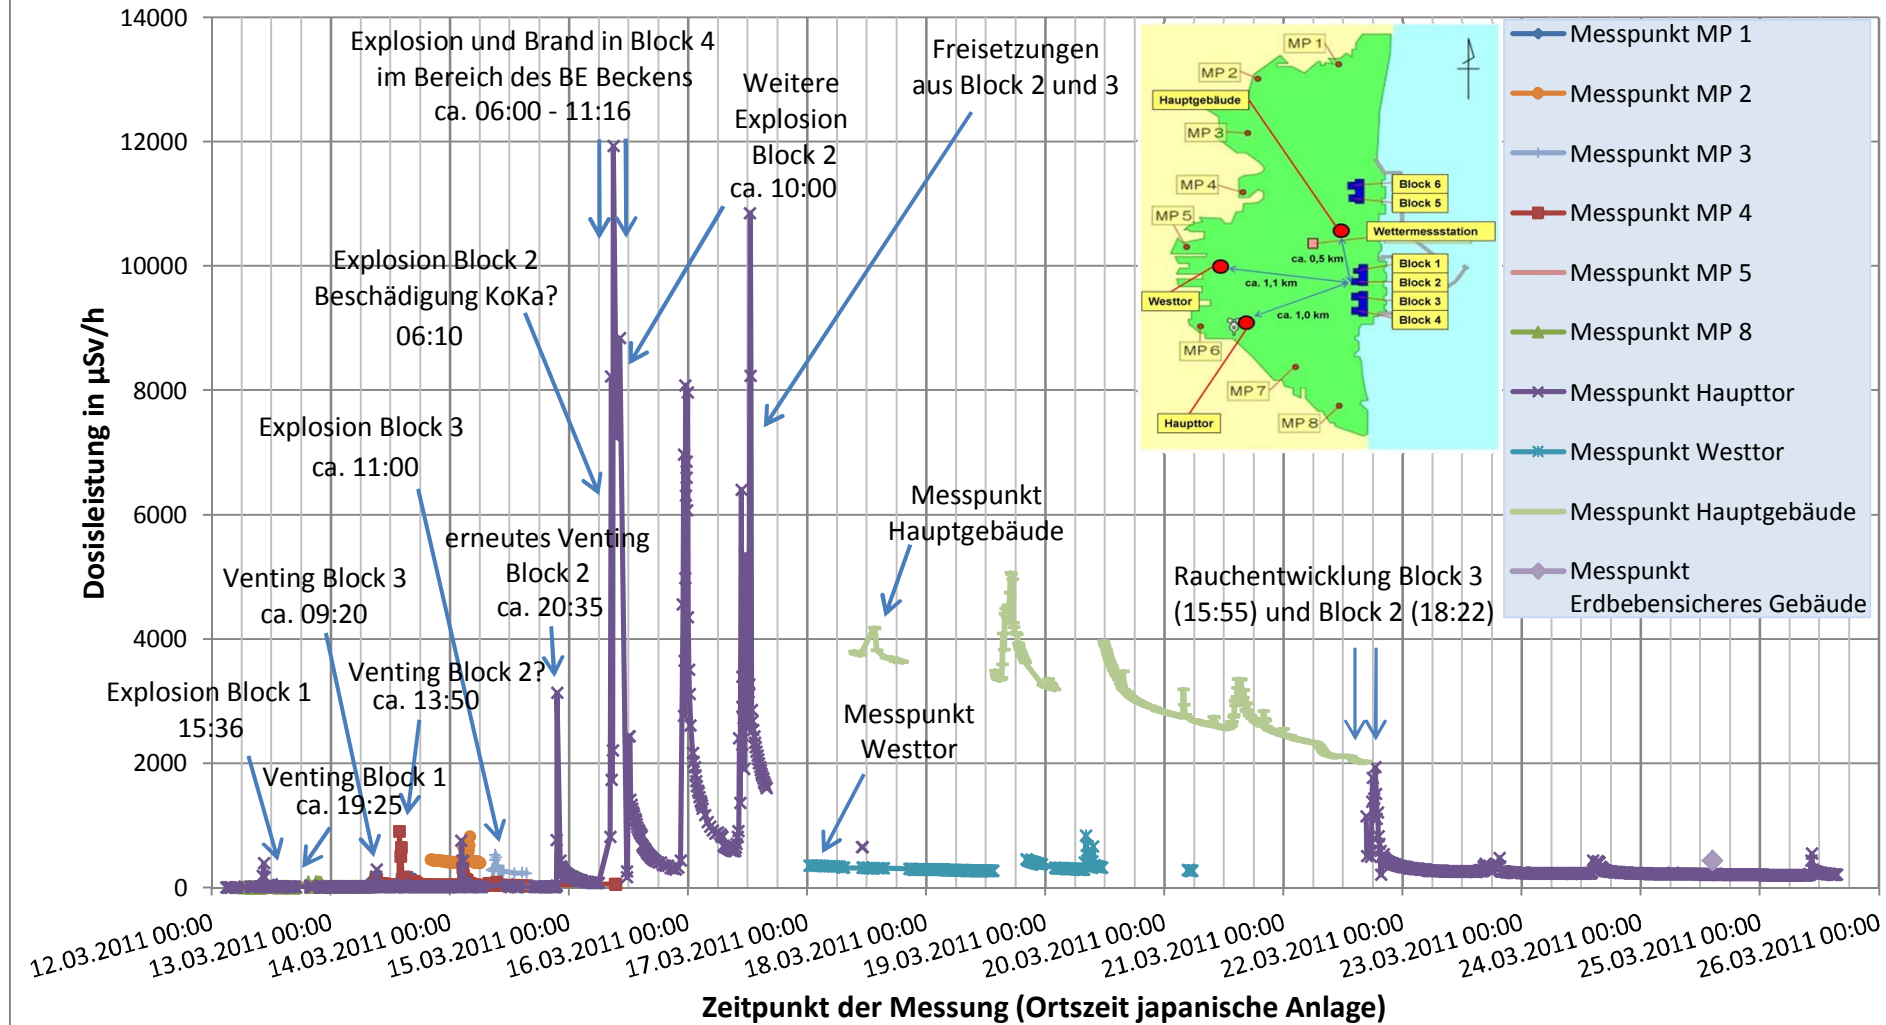 14000
12000
10000
8000
6000
4000
2000
0
Dosisleistung in µSv/h
Explosion und Brand in Block 4
im Bereich des BE Beckens
ca. 06:00 - 11:16
Weitere
Explosion
Block 2
ca. 10:00
Freisetzungen
aus Block 2 und 3
Explosion Block 2
Beschädigung KoKa?
06:10
Explosion Block 3
ca. 11:00
erneutes Venting
Block 2
ca. 20:35
Venting Block 3
ca. 09:20
Venting Block 2?
ca. 13:50
Explosion Block 1
15:36
Venting Block 1
ca. 19:25
Messpunkt
Hauptgebäude
Messpunkt
Westtor
Rauchentwicklung Block 3
(15:55) und Block 2 (18:22)
MP 1
MP 2
Hauptgebäude
MP 3
MP 4
Block 6
Block 5
MP 5
Wettermessstation
ca. 0,5 km
Block 1
ca. 1,1 km
Block 2
Westtor
Block 3
ca. 1,0 km
Block 4
MP 6
MP 7
Haupttor
MP 8
Messpunkt MP 1
Messpunkt MP 2
Messpunkt MP 3
Messpunkt MP 4
Messpunkt MP 5
Messpunkt MP 8
Messpunkt Haupttor
Messpunkt Westtor
Messpunkt Hauptgebäude
Messpunkt
Erdbebensicheres Gebäude
12.03.2011 00:00
13.03.2011 00:00
14.03.2011 00:00
15.03.2011 00:00
16.03.2011 00:00
17.03.2011 00:00
18.03.2011 00:00
19.03.2011 00:00
20.03.2011 00:00
21.03.2011 00:00
22.03.2011 00:00
23.03.2011 00:00
24.03.2011 00:00
25.03.2011 00:00
26.03.2011 00:00
Zeitpunkt der Messung (Ortszeit japanische Anlage)